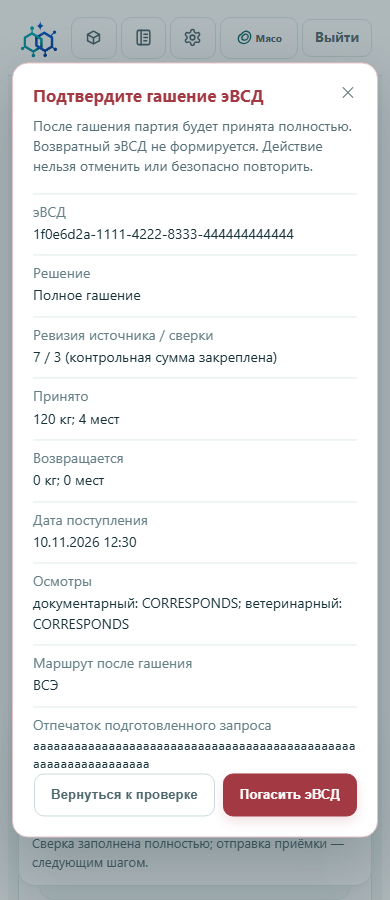 Мясо
Выйти
Подтвердите гашение эВСД
После гашения партия будет принята полностью.
Возвратный эВСД не формируется. Действие
нельзя отменить или безопасно повторить.
эВСД
1f0e6d2a-1111-4222-8333-444444444444
Решение
Полное гашение
Ревизия источника / сверки
7 / 3 (контрольная сумма закреплена)
Принято
120 кг; 4 мест
Возвращается
0 кг; 0 мест
Дата поступления
10.11.2026 12:30
Осмотры
документарный: CORRESPONDS; ветеринарный:
CORRESPONDS
Маршрут после гашения
ВСЭ
Отпечаток подготовленного запроса
aaaaaaaaaaaaaaaaaaaaaaaaaaaaaaaaaaaaaaaaaaaaaaa
aaaaaaaaaaaaaaaaa
Вернуться к проверке
Погасить эВСД
Сверка заполнена полностью; отправка приёмки —
следующим шагом.